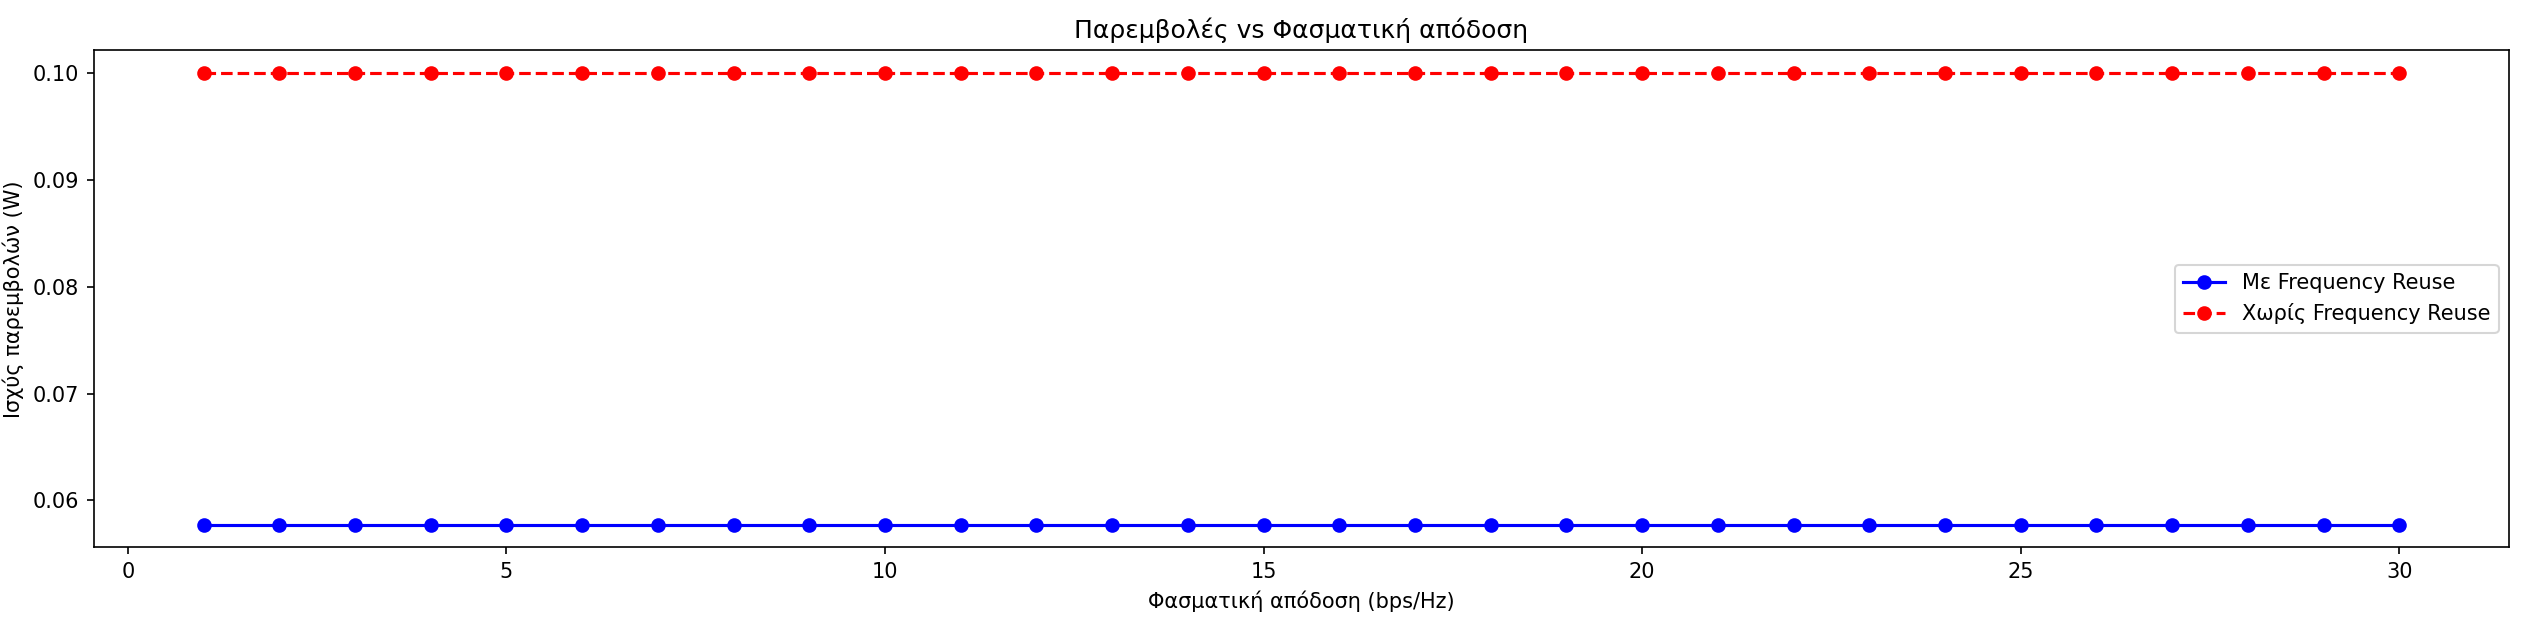 Παρεμβολές vs Φασματική απόδοση
Ισχύς παρεμβολών (W)
0.10
0.09
0.08
0.07
0.06
Με Frequency Reuse
Χωρίς Frequency Reuse
0 5 10 15 20 25 30
Φασματική απόδοση (bps/Hz)